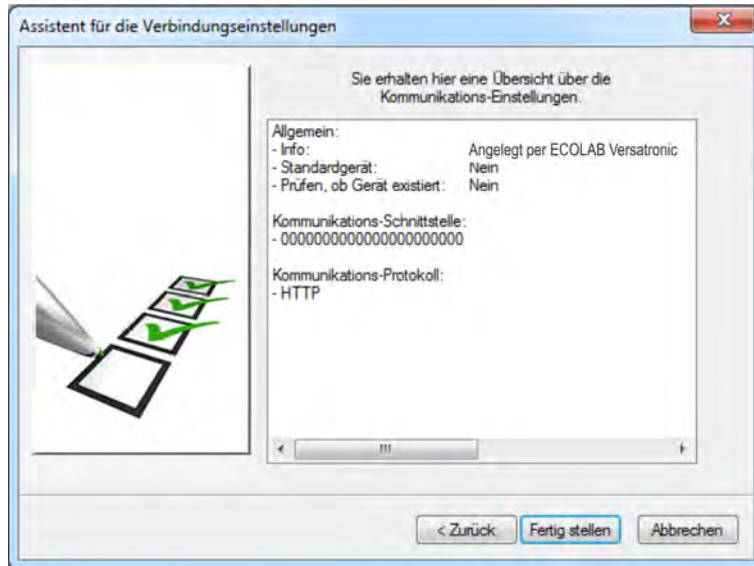 Assistent für die Verbindungseinstellungen
Sie erhalten hier eine Übersicht über die
Kommunikations-Einstellungen.
Allgemein:
- Info: Angelegt per ECOLAB Versatronic
- Standardgerät: Nein
- Prüfen, ob Gerät existiert: Nein
Kommunikations-Schnittstelle:
- 0000000000000000000000
Kommunikations-Protokoll:
- HTTP
< Zurück Fertig stellen Abbrechen